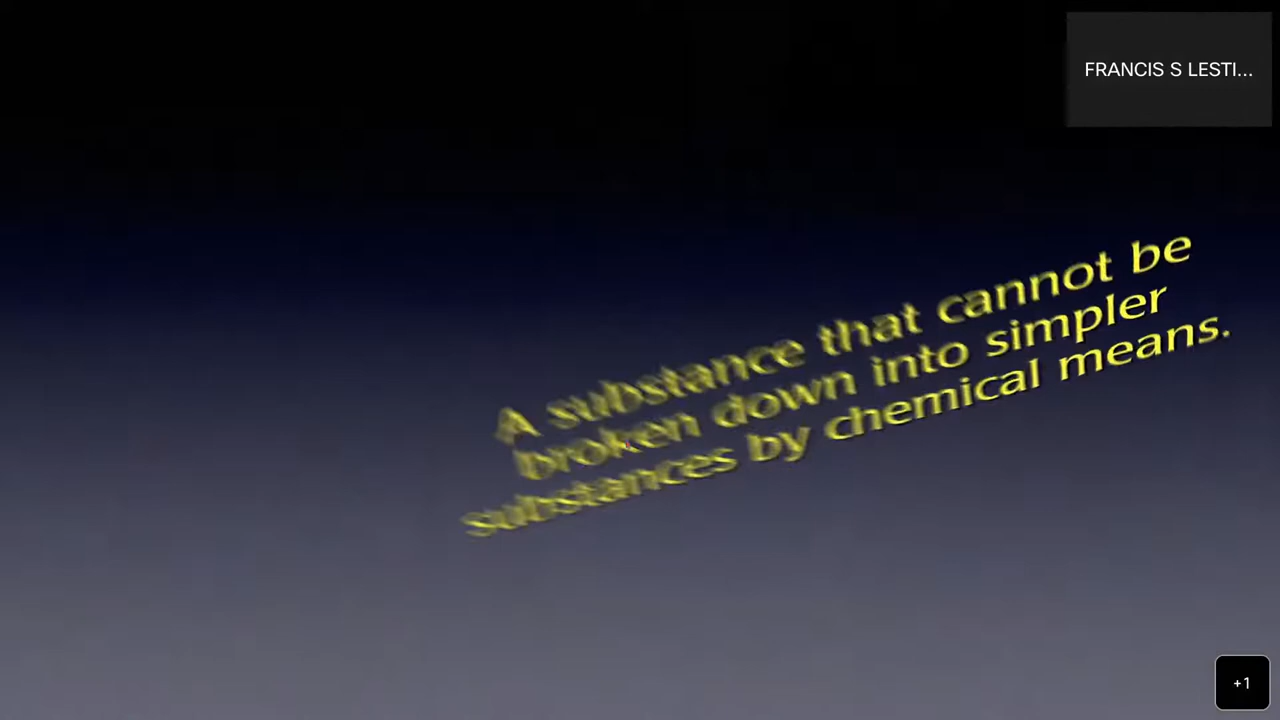 FRANCIS S LESTI...
A substance that cannot be
broken down into simpler
substances by chemical means.
+1